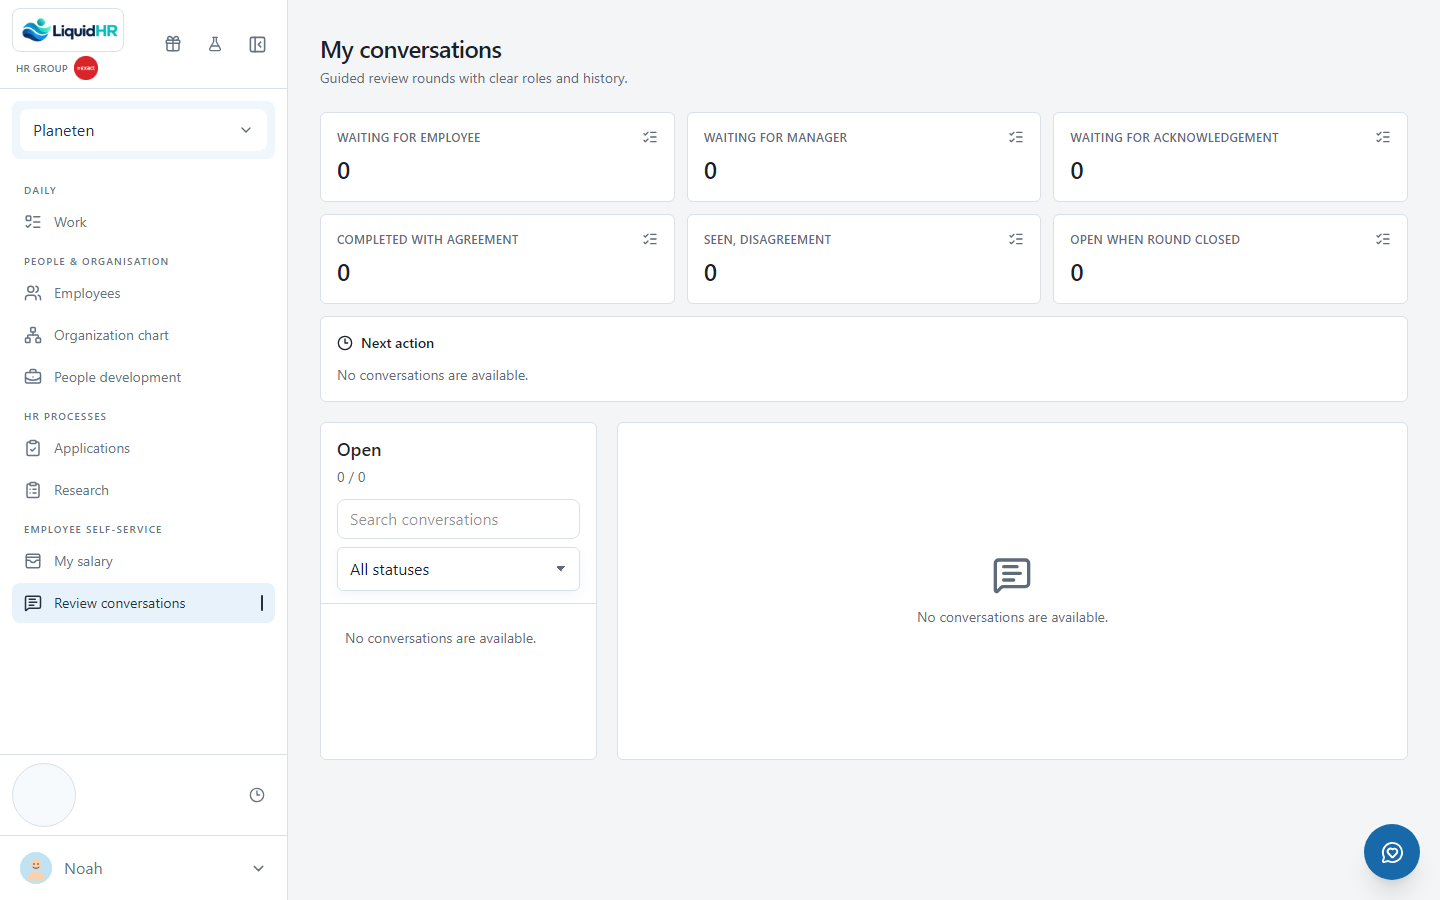 LiquidHR
HR GROUP
Planeten
DAILY
Work
PEOPLE & ORGANISATION
Employees
Organization chart
People development
HR PROCESSES
Applications
Research
EMPLOYEE SELF-SERVICE
My salary
Review conversations
Noah
My conversations
Guided review rounds with clear roles and history.
WAITING FOR EMPLOYEE
0
WAITING FOR MANAGER
0
WAITING FOR ACKNOWLEDGEMENT
0
COMPLETED WITH AGREEMENT
0
SEEN, DISAGREEMENT
0
OPEN WHEN ROUND CLOSED
0
Next action
No conversations are available.
Open
0 / 0
Search conversations
All statuses
No conversations are available.
No conversations are available.